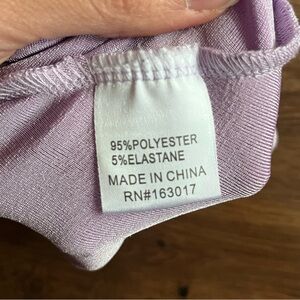 95%POLYESTER
5%ELASTANE
MADE IN CHINA
RN#163017